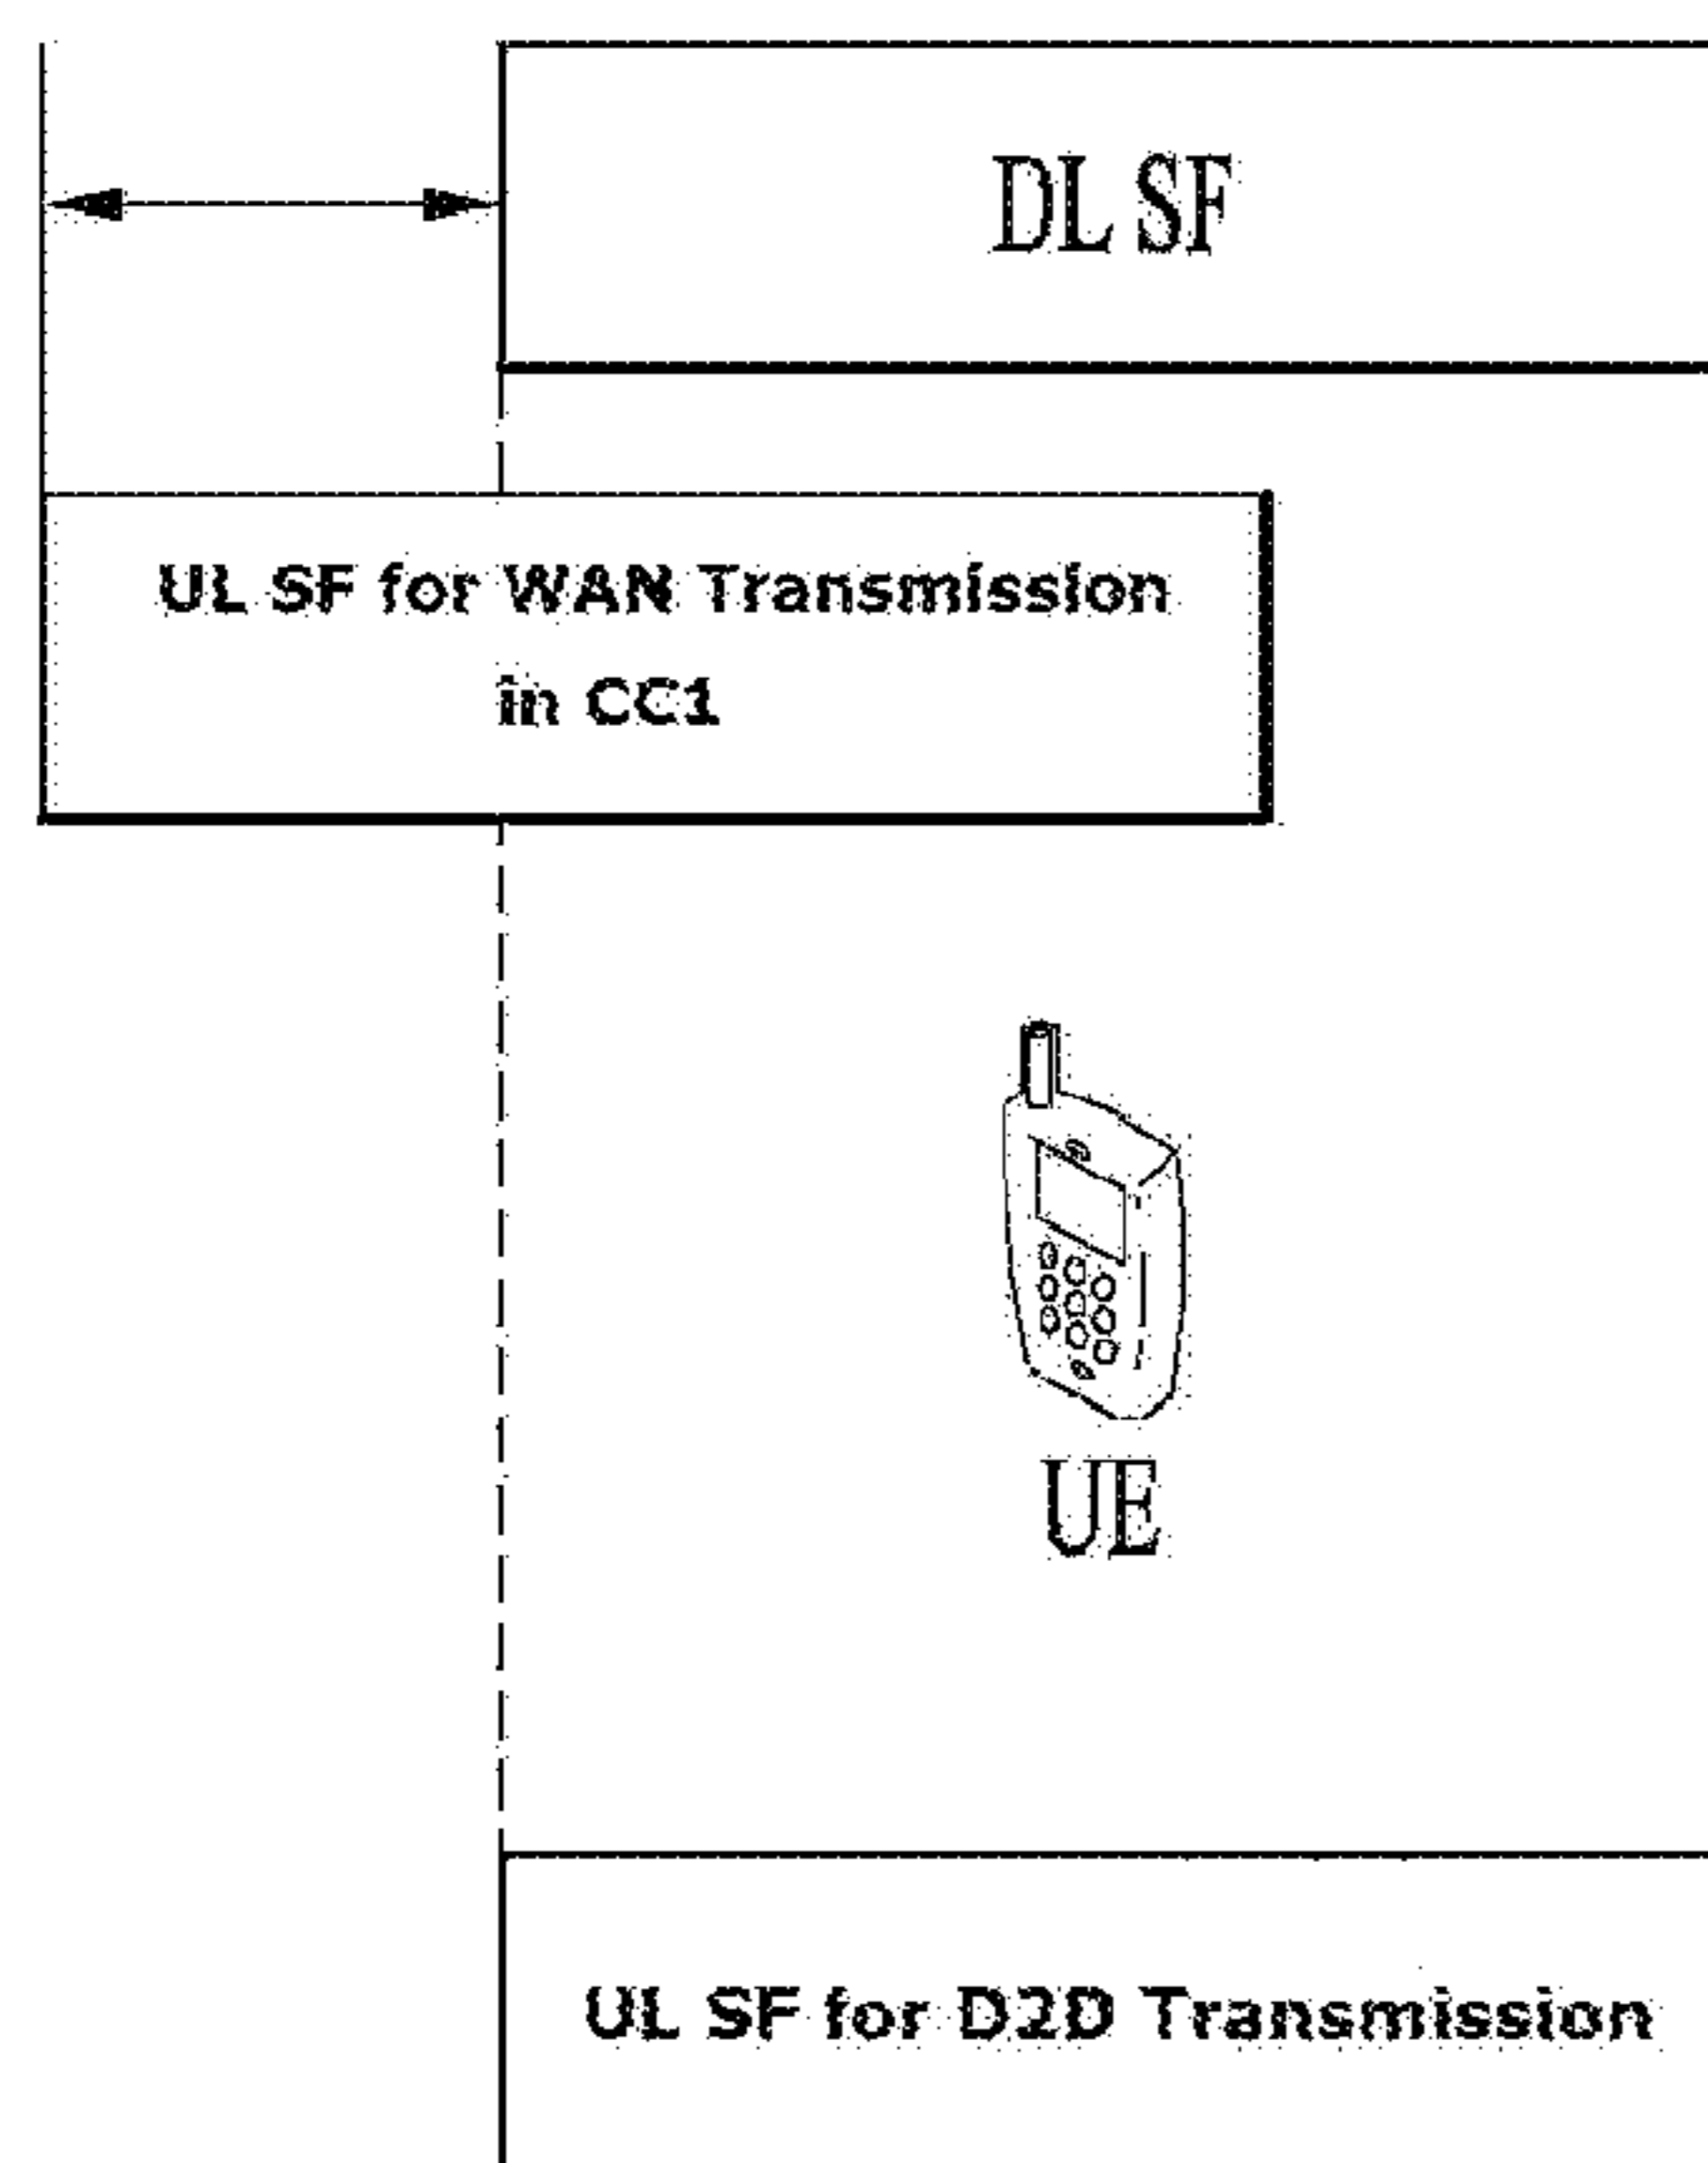 DL SF
UL SF for WAN Transmission
in CC1
UE
UL SF for D2D Transmission